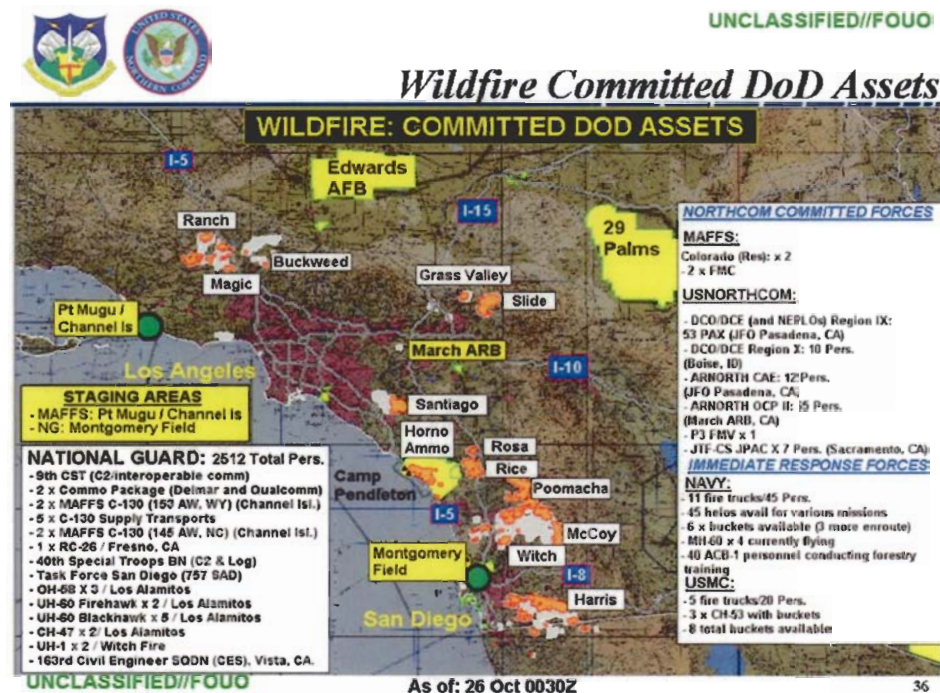 UNCLASSIFIED//FOUO
UNITED STATES
NORTHERN COMMAND
Wildfire Committed DoD Assets
WILDFIRE: COMMITTED DOD ASSETS
I-5
Edwards
AFB
I-15
29
Palms
Ranch
Buckweed
Magic
Grass Valley
Slide
Pt Mugu /
Channel Is
March ARB
Los Angeles
I-10
STAGING AREAS
- MAFFS: Pt Mugu / Channel Is
- NG: Montgomery Field
Santiago
Horno
Ammo
Rosa
Rice
Camp
Pendleton
Poomacha
I-5
McCoy
Witch
Montgomery
Field
I-8
Harris
San Diego
NATIONAL GUARD: 2512 Total Pers.
- 9th CST (C2/interoperable comm)
- 2 x Commo Package (Delmar and Qualcomm)
- 2 x MAFFS C-130 (153 AW, WY) (Channel Isl.)
- 5 x C-130 Supply Transports
- 2 x MAFFS C-130 (145 AW, NC) (Channel Isl.)
- 1 x RC-26 / Fresno, CA
- 40th Special Troops BN (C2 & Log)
- Task Force San Diego (757 SAD)
- OH-58 X 3 / Los Alamitos
- UH-60 Firehawk x 2 / Los Alamitos
- UH-60 Blackhawk x 5 / Los Alamitos
- CH-47 x 2 / Los Alamitos
- UH-1 x 2 / Witch Fire
- 163rd Civil Engineer SQDN (CES), Vista, CA.
NORTHCOM COMMITTED FORCES
MAFFS:
Colorado (Res): x 2
- 2 x FMC
USNORTHCOM:
- DCO/DCE (and NEPLOs) Region IX:
53 PAX (JFO Pasadena, CA)
- DCO/DCE Region X: 10 Pers.
(Boise, ID)
- ARNORTH CAE: 12 Pers.
(JFO Pasadena, CA)
- ARNORTH OCP II: Pers.
(March ARB, CA)
- P3 FMV x 1
- JTF-CS JPAC X 7 Pers. (Sacramento, CA)
IMMEDIATE RESPONSE FORCES
NAVY:
- 11 fire trucks/45 Pers.
- 45 helos avail for various missions
- 6 x buckets available (3 more enroute)
- MH-60 x 4 currently flying
- 40 ACB-1 personnel conducting forestry
training
USMC:
- 5 fire trucks/20 Pers.
- 3 x CH-53 with buckets
- 8 total buckets available
UNCLASSIFIED//FOUO
As of: 26 Oct 0030Z
36